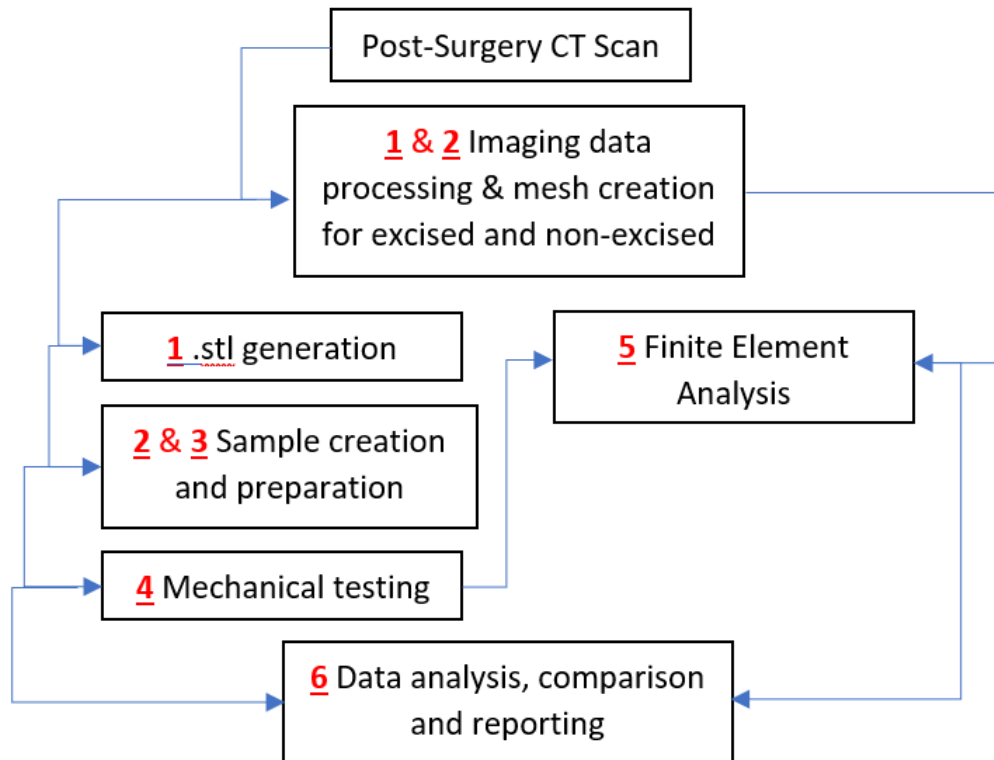 Post-Surgery CT Scan
1 & 2 Imaging data
processing & mesh creation
for excised and non-excised
1 .stl generation
5 Finite Element
Analysis
2 & 3 Sample creation
and preparation
4 Mechanical testing
6 Data analysis, comparison
and reporting